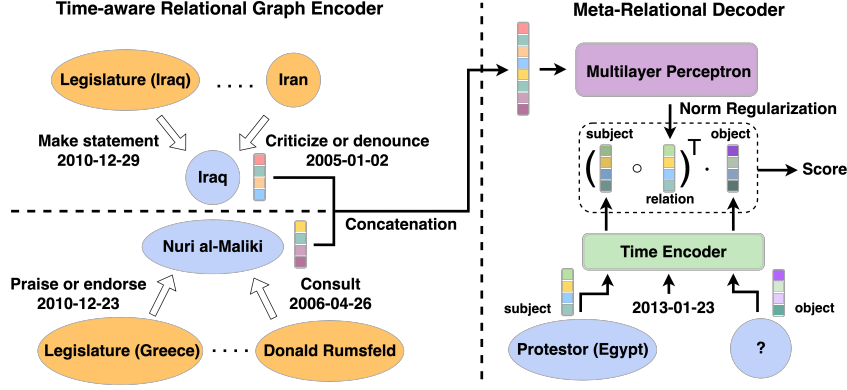 Time-aware Relational Graph Encoder
Legislature (Iraq)
. . . .
Iran
Make statement
2010-12-29
Criticize or denounce
2005-01-02
Iraq
Concatenation
Nuri al-Maliki
Praise or endorse
2010-12-23
Consult
2006-04-26
Legislature (Greece)
. . . .
Donald Rumsfeld
Meta-Relational Decoder
Multilayer Perceptron
Norm Regularization
subject
object
( ○ )T ·
relation
Score
Time Encoder
subject
2013-01-23
object
Protestor (Egypt)
?